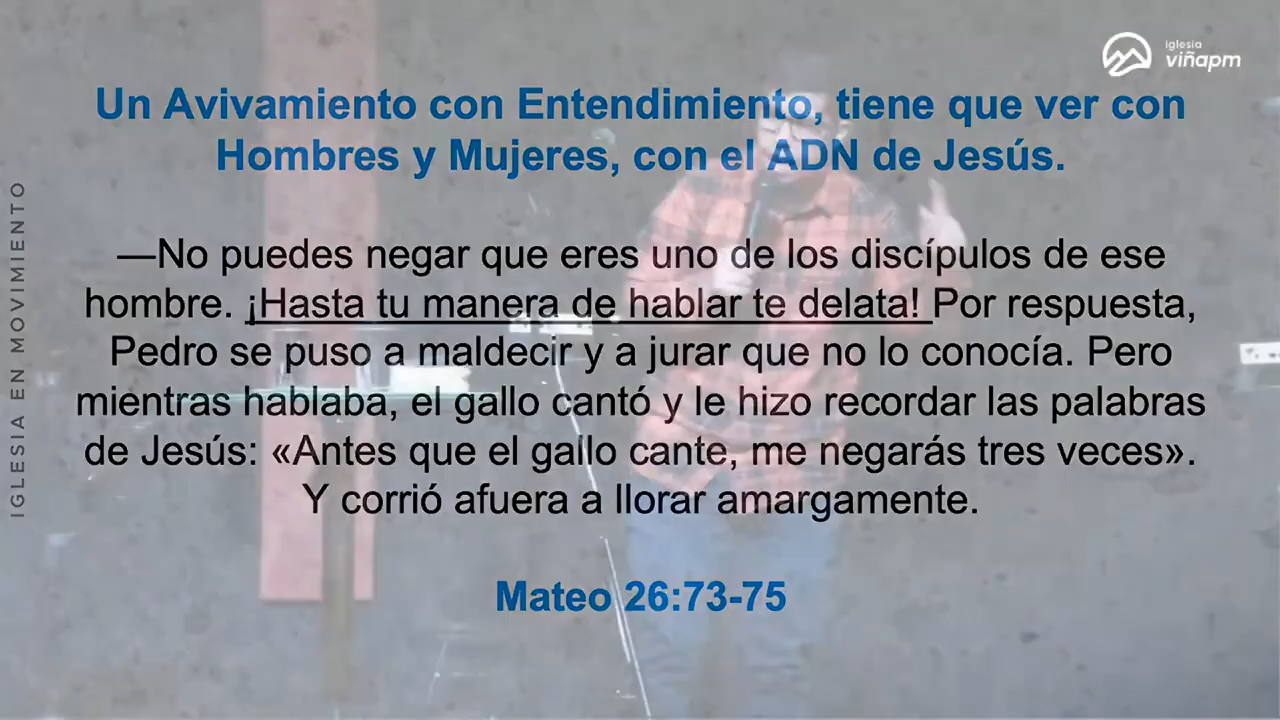 iglesia
viñapm
Un Avivamiento con Entendimiento, tiene que ver con
Hombres y Mujeres, con el ADN de Jesús.
IGLESIA EN MOVIMIENTO
—No puedes negar que eres uno de los discípulos de ese
hombre. ¡Hasta tu manera de hablar te delata! Por respuesta,
Pedro se puso a maldecir y a jurar que no lo conocía. Pero
mientras hablaba, el gallo cantó y le hizo recordar las palabras
de Jesús: «Antes que el gallo cante, me negarás tres veces».
Y corrió afuera a llorar amargamente.
Mateo 26:73-75